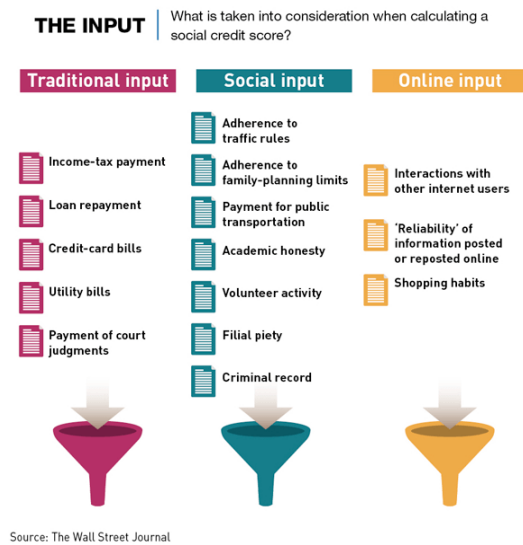 THE INPUT
What is taken into consideration when calculating a
social credit score?
Traditional input
Income-tax payment
Loan repayment
Credit-card bills
Utility bills
Payment of court
judgments
Social input
Adherence to
traffic rules
Adherence to
family-planning limits
Payment for public
transportation
Academic honesty
Volunteer activity
Filial piety
Criminal record
Online input
Interactions with
other internet users
‘Reliability’ of
information posted
or reposted online
Shopping habits
Source: The Wall Street Journal